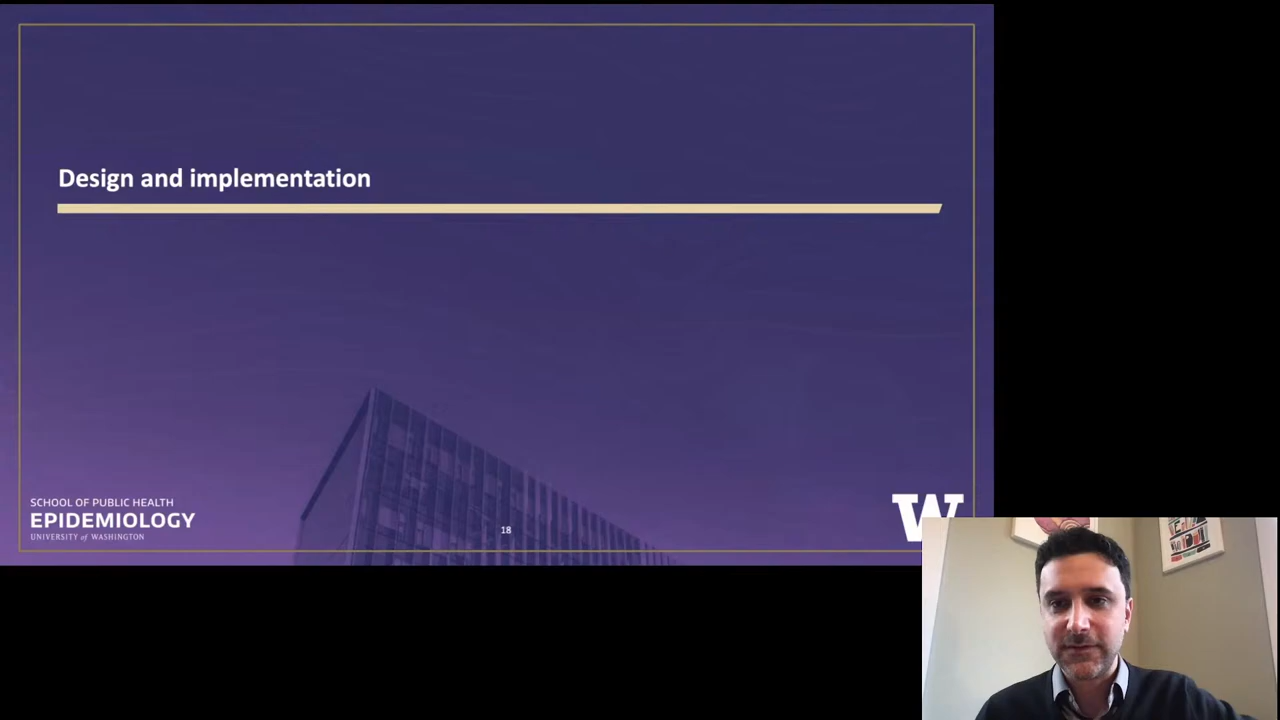 Design and implementation
SCHOOL OF PUBLIC HEALTH
EPIDEMIOLOGY
UNIVERSITY of WASHINGTON
18
W